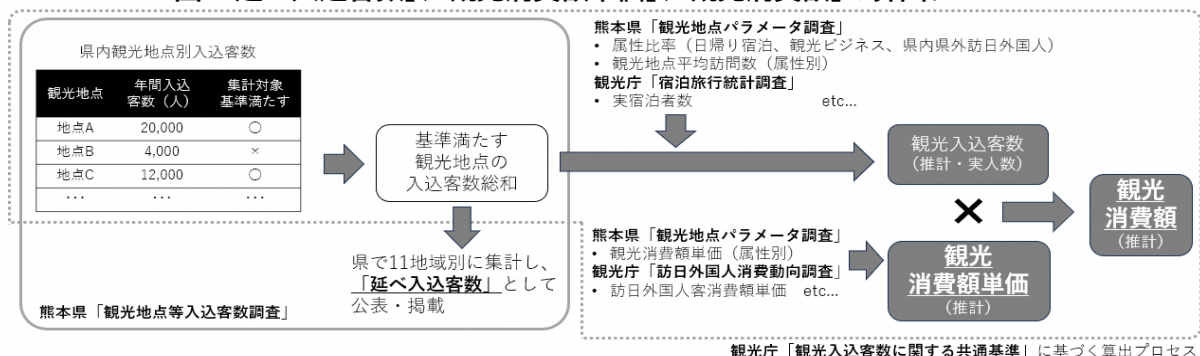 県内観光地点別入込客数
観光地点 年間入込客数（人） 集計対象基準満たす
地点A 20,000 ○
地点B 4,000 ×
地点C 12,000 ○
... ... ...
基準満たす
観光地点の
入込客数総和
県で11地域別に集計し、
「延べ入込客数」として
公表・掲載
熊本県「観光地点等入込客数調査」
熊本県「観光地点パラメータ調査」
• 属性比率（日帰り宿泊、観光ビジネス、県内県外訪日外国人）
• 観光地点平均訪問数（属性別）
観光庁「宿泊旅行統計調査」
• 実宿泊者数 etc...
観光入込客数
（推計・実人数）
×
熊本県「観光地点パラメータ調査」
• 観光消費額単価（属性別）
観光庁「訪日外国人消費動向調査」
• 訪日外国人客消費額単価 etc...
観光
消費額単価
（推計）
観光
消費額
（推計）
観光庁「観光入込客数に関する共通基準」に基づく算出プロセス